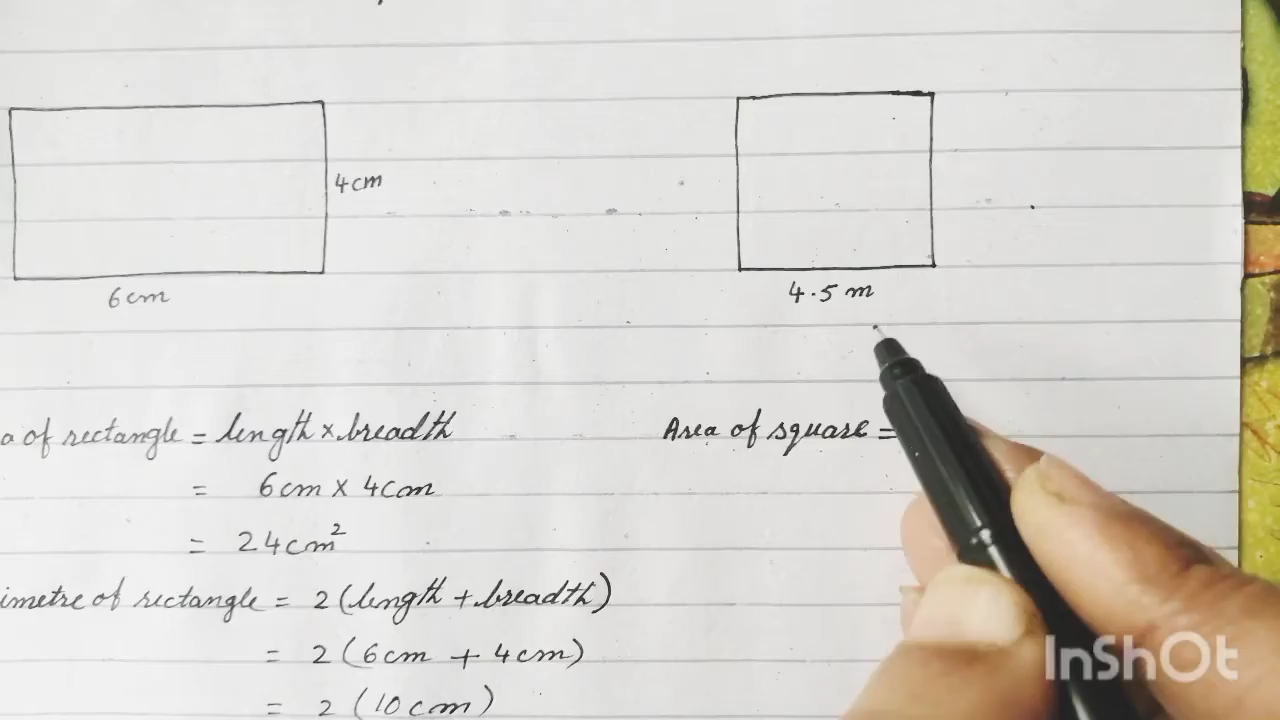 4cm
6cm
4.5 m
a of rectangle = length x breadth
= 6cm x 4cm
= 24cm²
imetre of rectangle = 2(length + breadth)
= 2(6cm + 4cm)
= 2(10cm)
Area of square =
InShOt